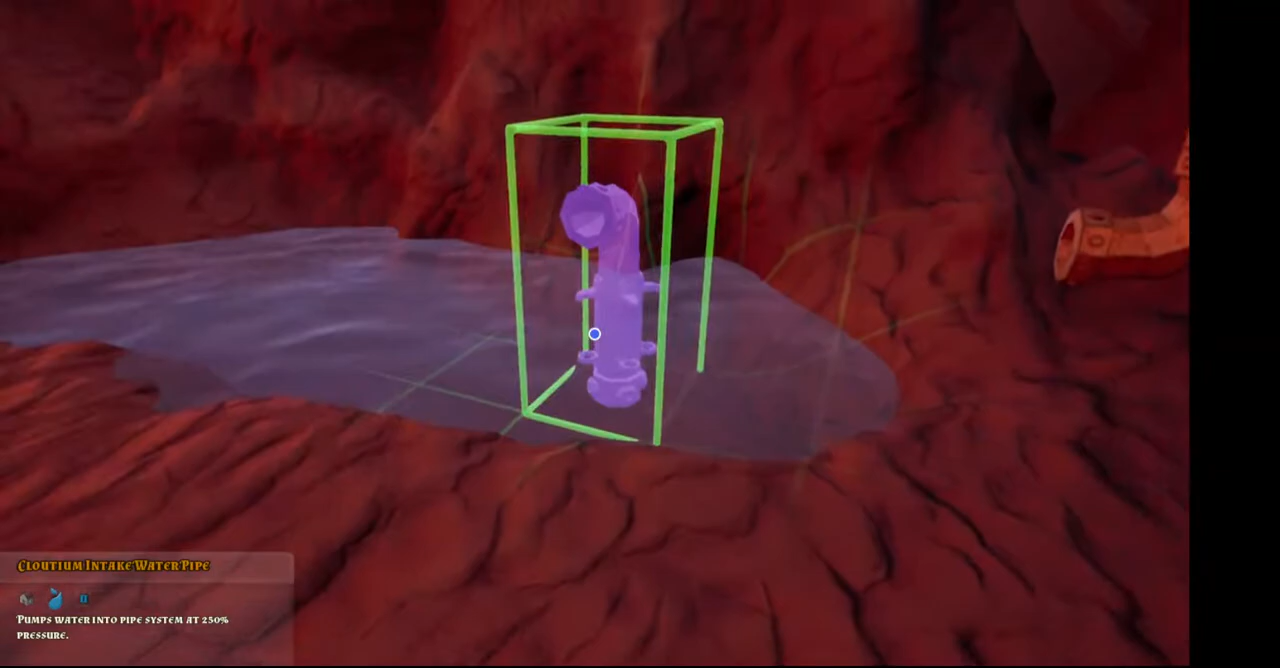 Cloutium Intake Water Pipe
Pumps water into pipe system at 250%
pressure.